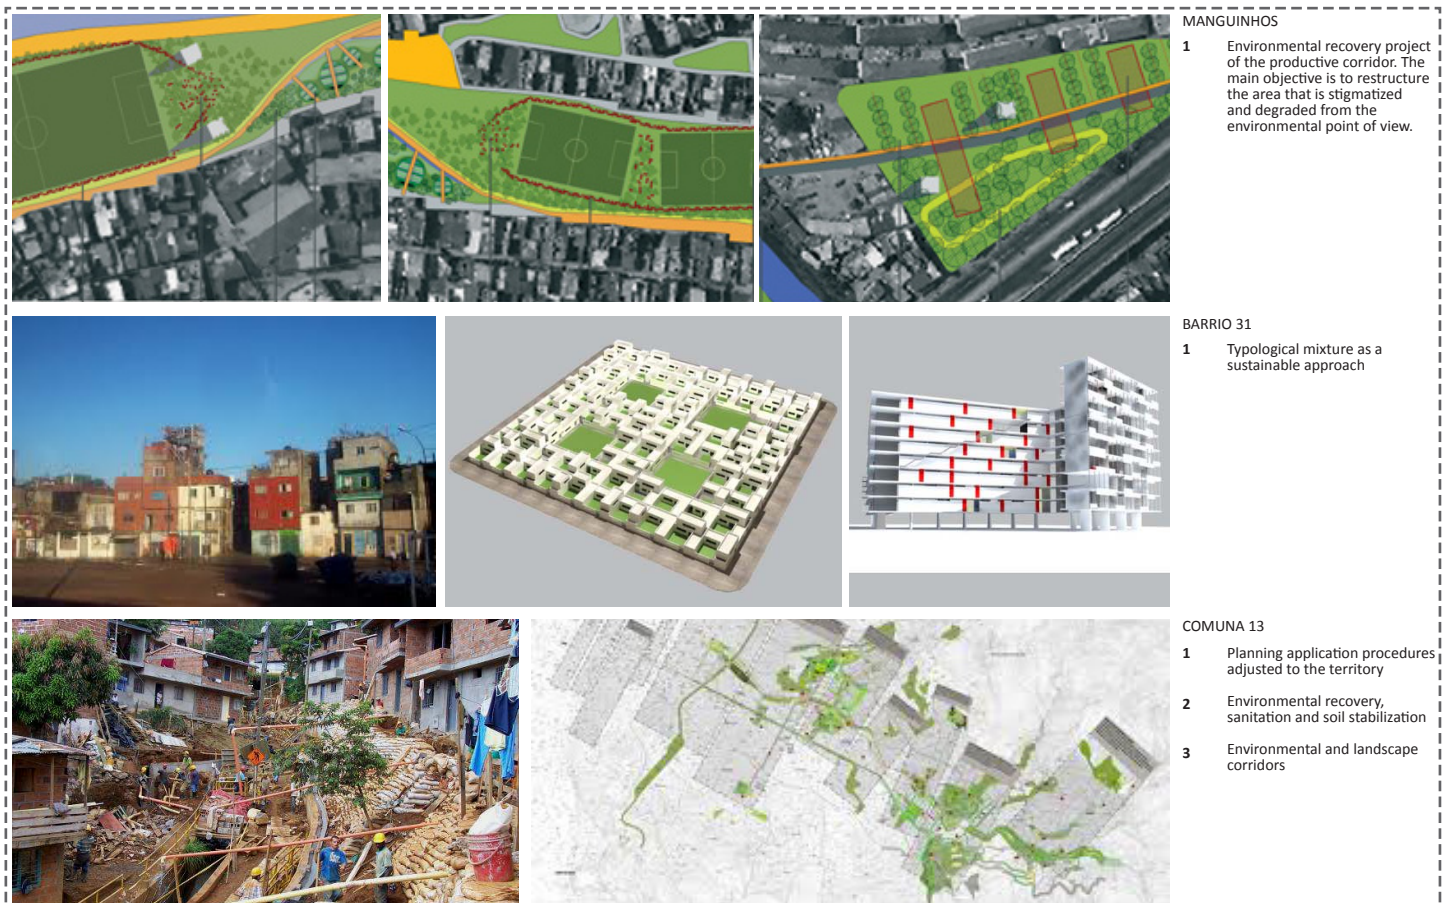 MANGUINHOS
1 Environmental recovery project
of the productive corridor. The
main objective is to restructure
the area that is stigmatized
and degraded from the
environmental point of view.
BARRIO 31
1 Typological mixture as a
sustainable approach
COMUNA 13
1 Planning application procedures
adjusted to the territory
2 Environmental recovery,
sanitation and soil stabilization
3 Environmental and landscape
corridors